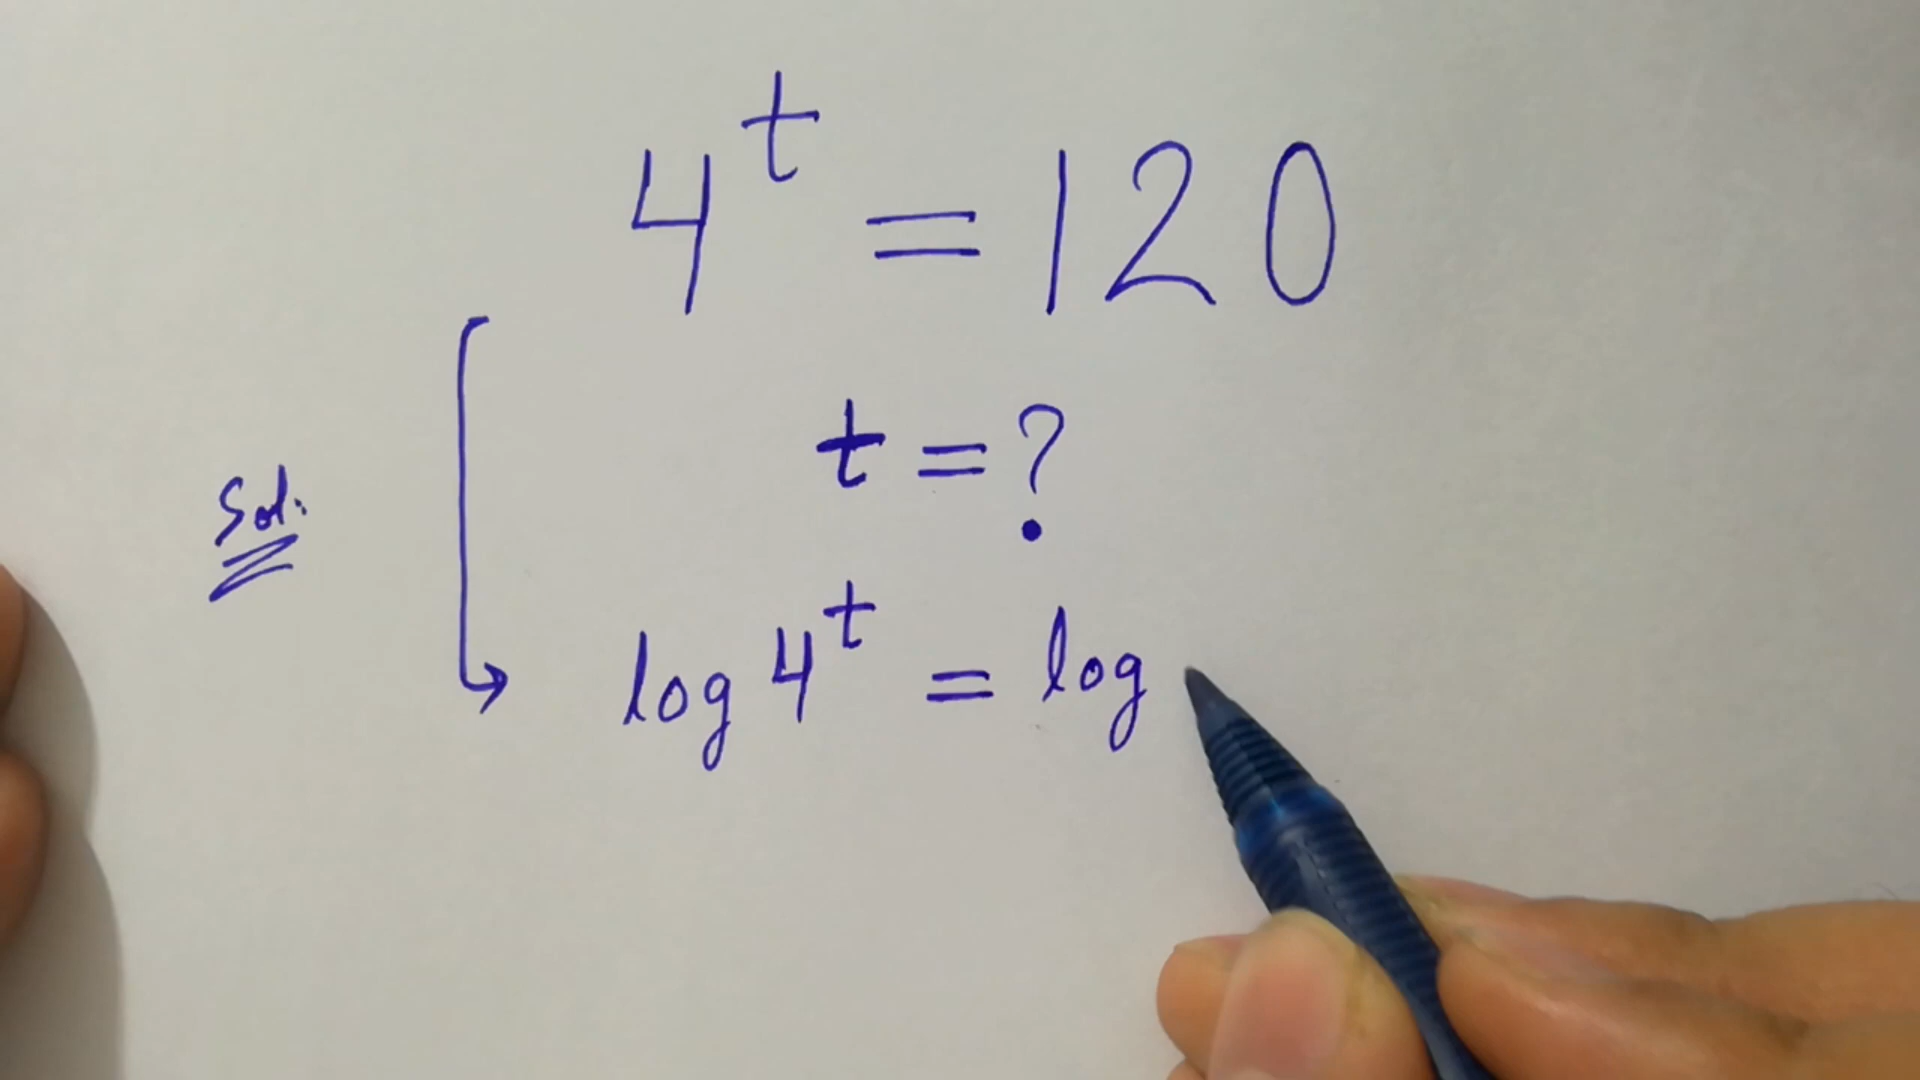 4^t = 120
t = ?
Sol:
log 4^t = log